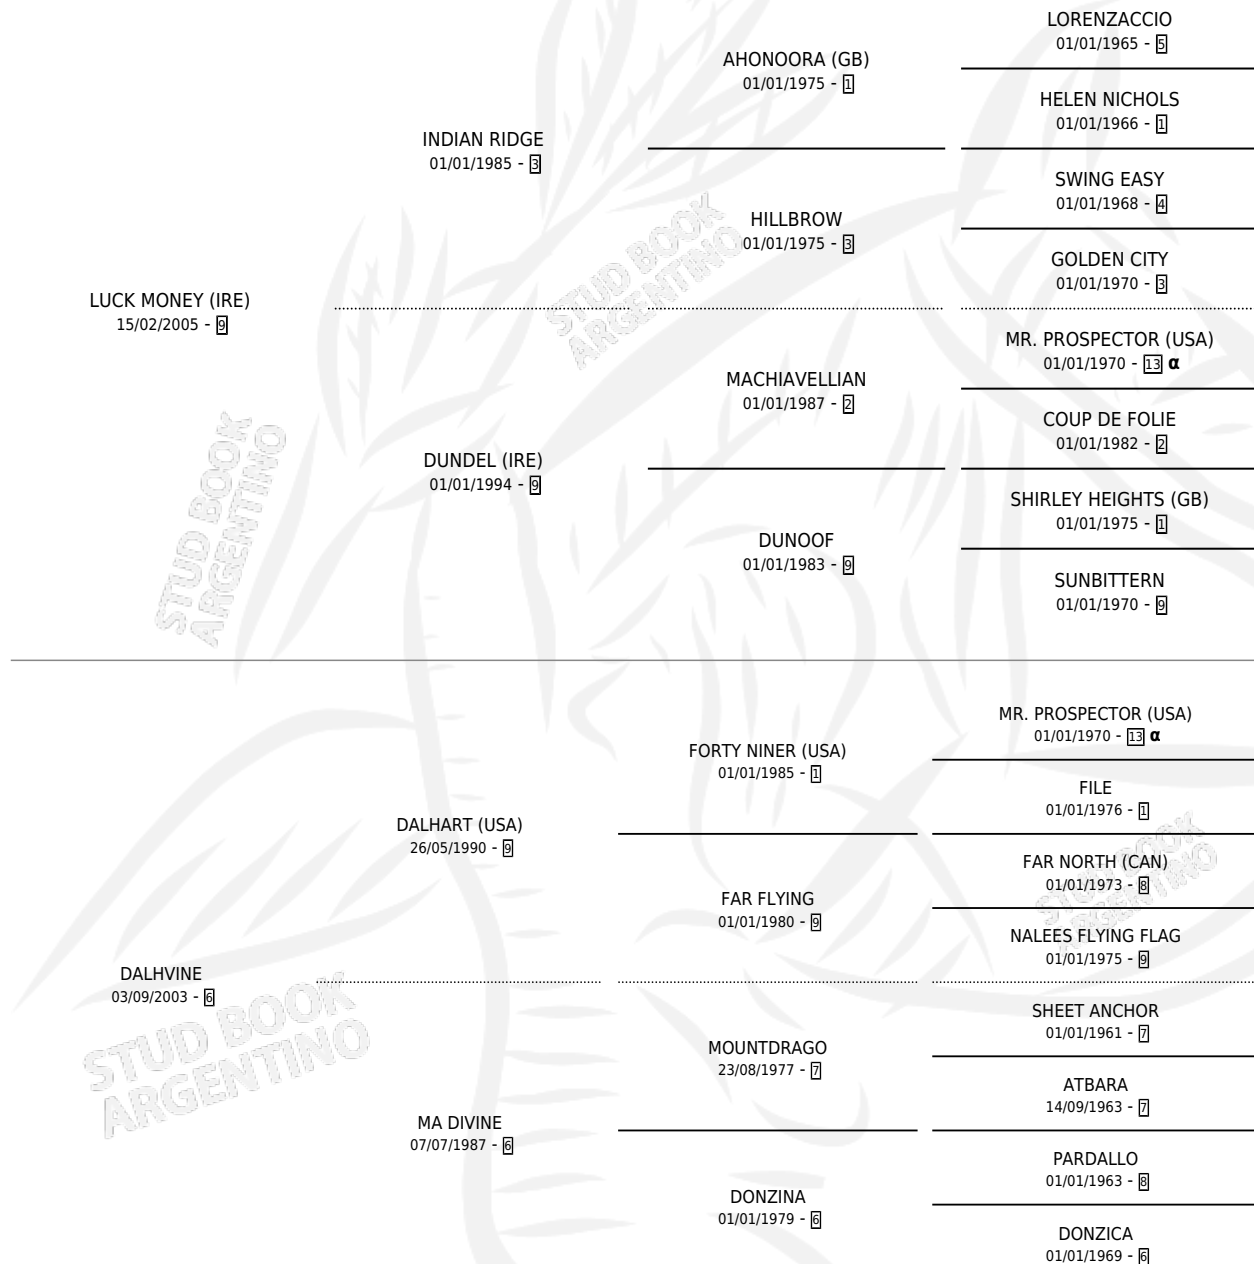 LORENZACCIO
01/01/1965 - 5
AHONOORA (GB)
01/01/1975 - 1
HELEN NICHOLS
01/01/1966 - 1
INDIAN RIDGE
01/01/1985 - 3
SWING EASY
01/01/1968 - 4
HILLBROW
01/01/1975 - 3
GOLDEN CITY
01/01/1970 - 3
STUD BOOK
ARGENTINO
LUCK MONEY (IRE)
15/02/2005 - 9
MR. PROSPECTOR (USA)
01/01/1970 - 13 α
MACHIAVELLIAN
01/01/1987 - 2
COUP DE FOLIE
01/01/1982 - 2
DUNDEL (IRE)
01/01/1994 - 9
SHIRLEY HEIGHTS (GB)
01/01/1975 - 1
DUNOOF
01/01/1983 - 9
SUNBITTERN
01/01/1970 - 9
STUD BOOK
ARGENTINO
MR. PROSPECTOR (USA)
01/01/1970 - 13 α
FORTY NINER (USA)
01/01/1985 - 1
FILE
01/01/1976 - 1
DALHART (USA)
26/05/1990 - 9
FAR NORTH (CAN)
01/01/1973 - 8
FAR FLYING
01/01/1980 - 9
NALEES FLYING FLAG
01/01/1975 - 9
STUD BOOK
ARGENTINO
DALHVINE
03/09/2003 - 6
SHEET ANCHOR
01/01/1961 - 7
MOUNTDRAGO
23/08/1977 - 7
ATBARA
14/09/1963 - 7
STUD BOOK
ARGENTINO
MA DIVINE
07/07/1987 - 6
PARDALLO
01/01/1963 - 8
DONZINA
01/01/1979 - 6
DONZICA
01/01/1969 - 6